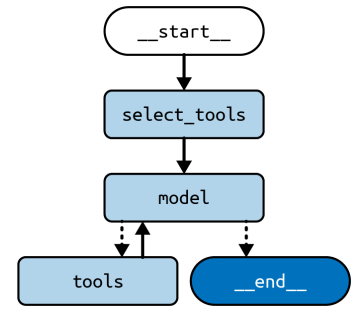 __start__
select_tools
model
tools
__end__